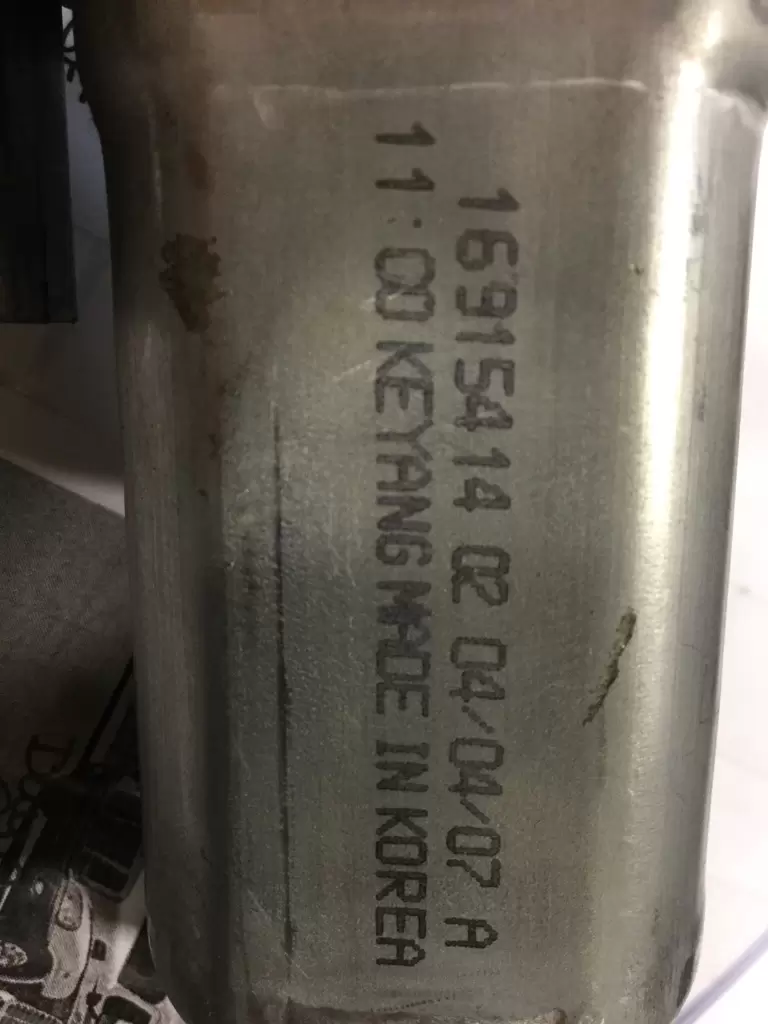 16915414 02 04/04/07 A
11:00 KEYANG MADE IN KOREA